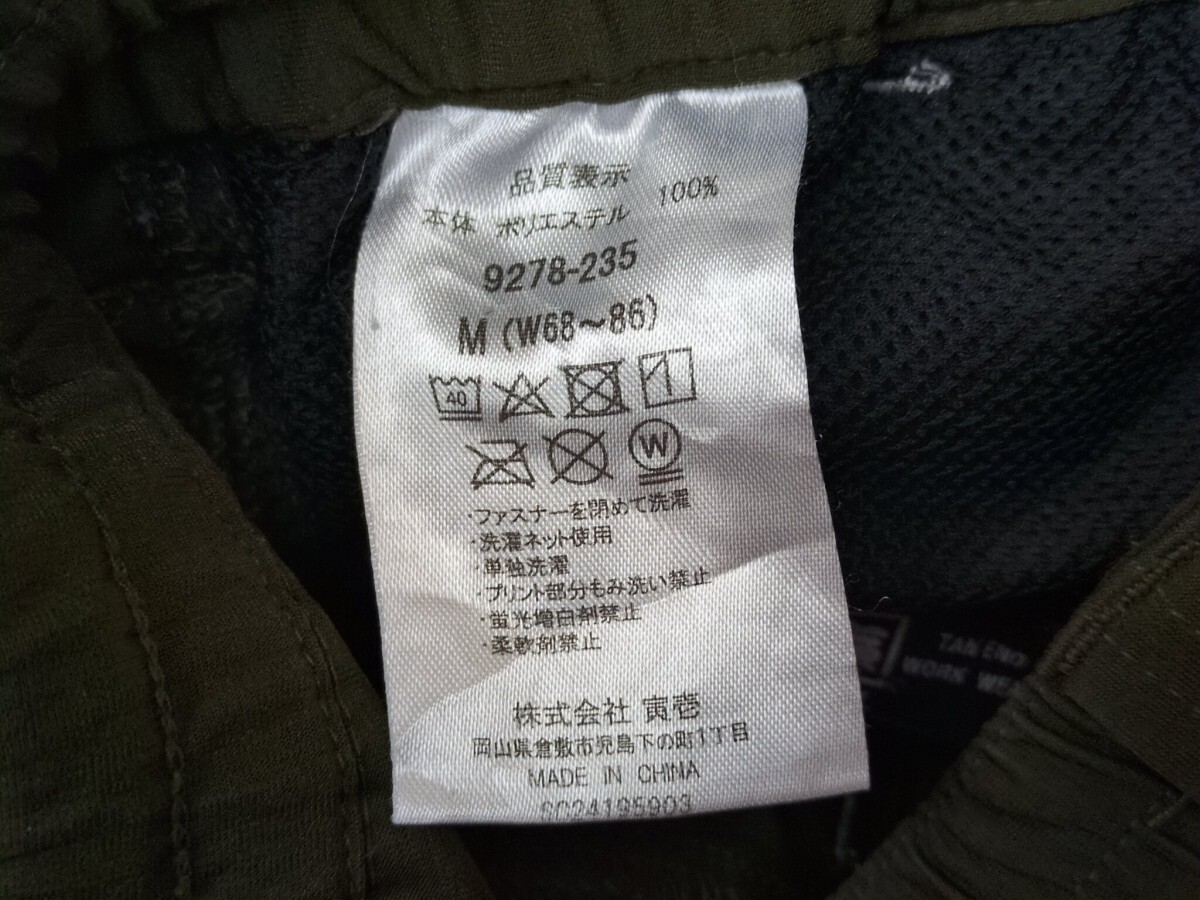 品質表示
本体 ポリエステル 100%
9278-235
M (W68～86)
40
W
・ファスナーを閉めて洗濯
・洗濯ネット使用
・単独洗濯
・プリント部分もみ洗い禁止
・蛍光増白剤禁止
・柔軟剤禁止
株式会社 寅壱
岡山県倉敷市児島下の町1丁目
MADE IN CHINA
SC24195903
WORK